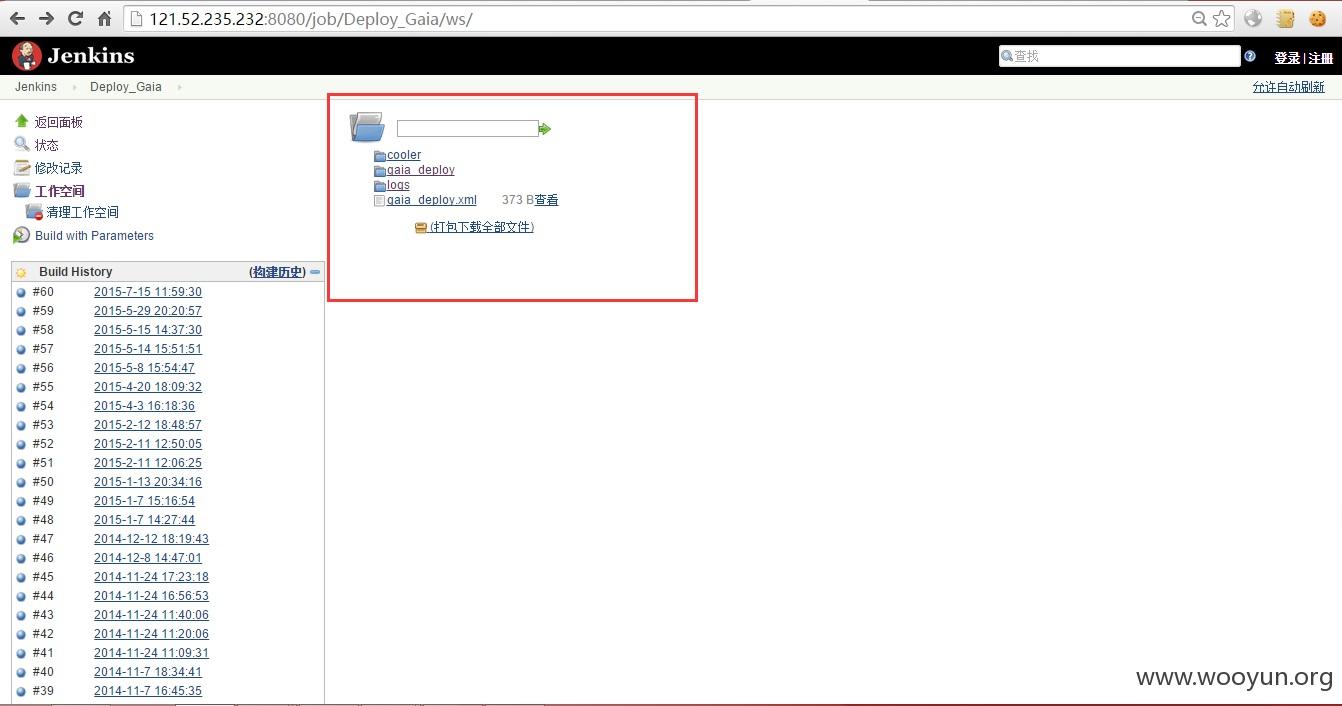 121.52.235.232:8080/job/Deploy_Gaia/ws/
Jenkins
查找
登录 | 注册
Jenkins
Deploy_Gaia
允许自动刷新
返回面板
状态
修改记录
工作空间
清理工作空间
Build with Parameters
cooler
gaia_deploy
logs
gaia_deploy.xml 373 B查看
(打包下载全部文件)
Build History (构建历史)
#60 2015-7-15 11:59:30
#59 2015-5-29 20:20:57
#58 2015-5-15 14:37:30
#57 2015-5-14 15:51:51
#56 2015-5-8 15:54:47
#55 2015-4-20 18:09:32
#54 2015-4-3 16:18:36
#53 2015-2-12 18:48:57
#52 2015-2-11 12:50:05
#51 2015-2-11 12:06:25
#50 2015-1-13 20:34:16
#49 2015-1-7 15:16:54
#48 2015-1-7 14:27:44
#47 2014-12-12 18:19:43
#46 2014-12-8 14:47:01
#45 2014-11-24 17:23:18
#44 2014-11-24 16:56:53
#43 2014-11-24 11:40:06
#42 2014-11-24 11:20:06
#41 2014-11-24 11:09:31
#40 2014-11-7 18:34:41
#39 2014-11-7 16:45:35
www.wooyun.org